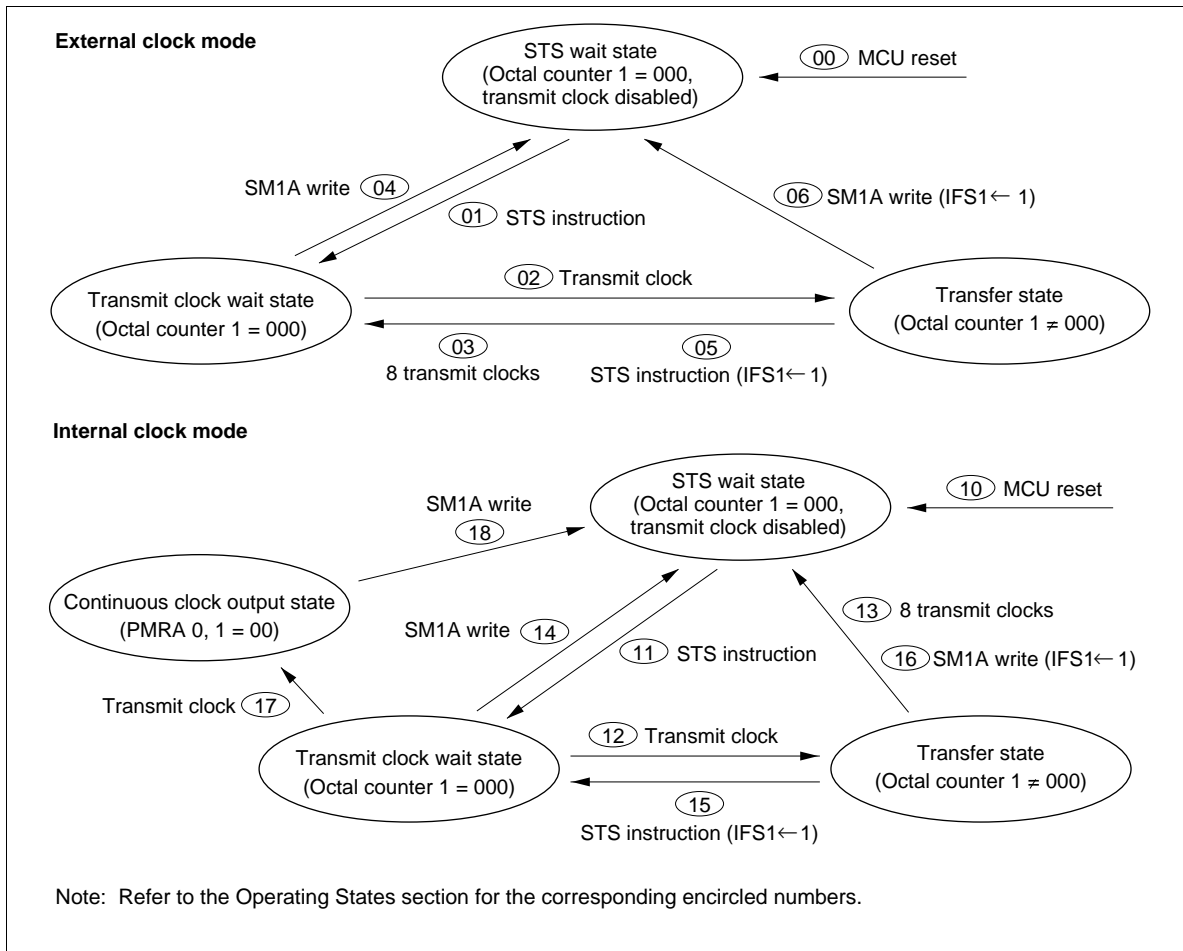 External clock mode
STS wait state
(Octal counter 1 = 000,
transmit clock disabled)
00 MCU reset
SM1A write 04
01 STS instruction
06 SM1A write (IFS1← 1)
Transmit clock wait state
(Octal counter 1 = 000)
02 Transmit clock
03
8 transmit clocks
05
STS instruction (IFS1← 1)
Transfer state
(Octal counter 1 ≠ 000)
Internal clock mode
STS wait state
(Octal counter 1 = 000,
transmit clock disabled)
10 MCU reset
SM1A write
18
Continuous clock output state
(PMRA 0, 1 = 00)
SM1A write 14
11 STS instruction
13 8 transmit clocks
16 SM1A write (IFS1← 1)
Transmit clock 17
Transmit clock wait state
(Octal counter 1 = 000)
12 Transmit clock
15
STS instruction (IFS1← 1)
Transfer state
(Octal counter 1 ≠ 000)
Note: Refer to the Operating States section for the corresponding encircled numbers.